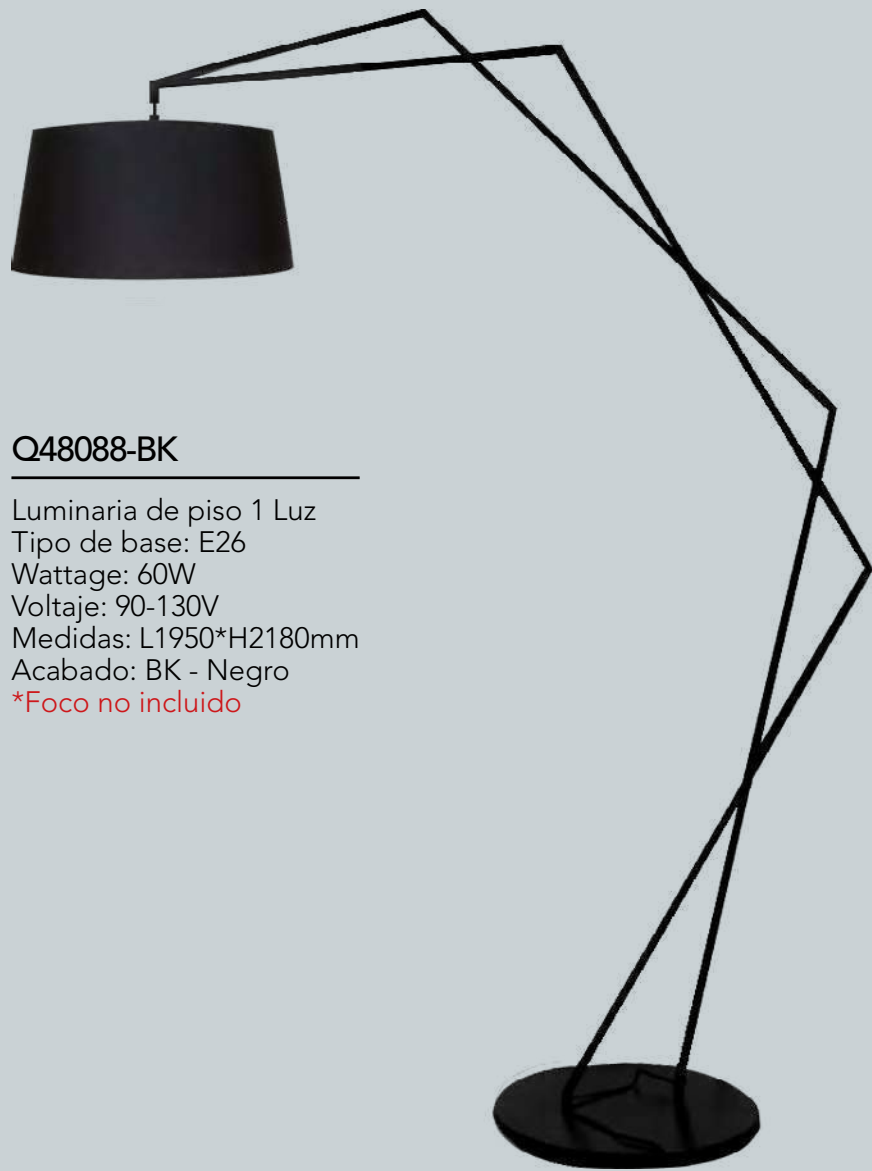 Q48088-BK
Luminaria de piso 1 Luz
Tipo de base: E26
Wattage: 60W
Voltaje: 90-130V
Medidas: L1950*H2180mm
Acabado: BK - Negro
*Foco no incluido